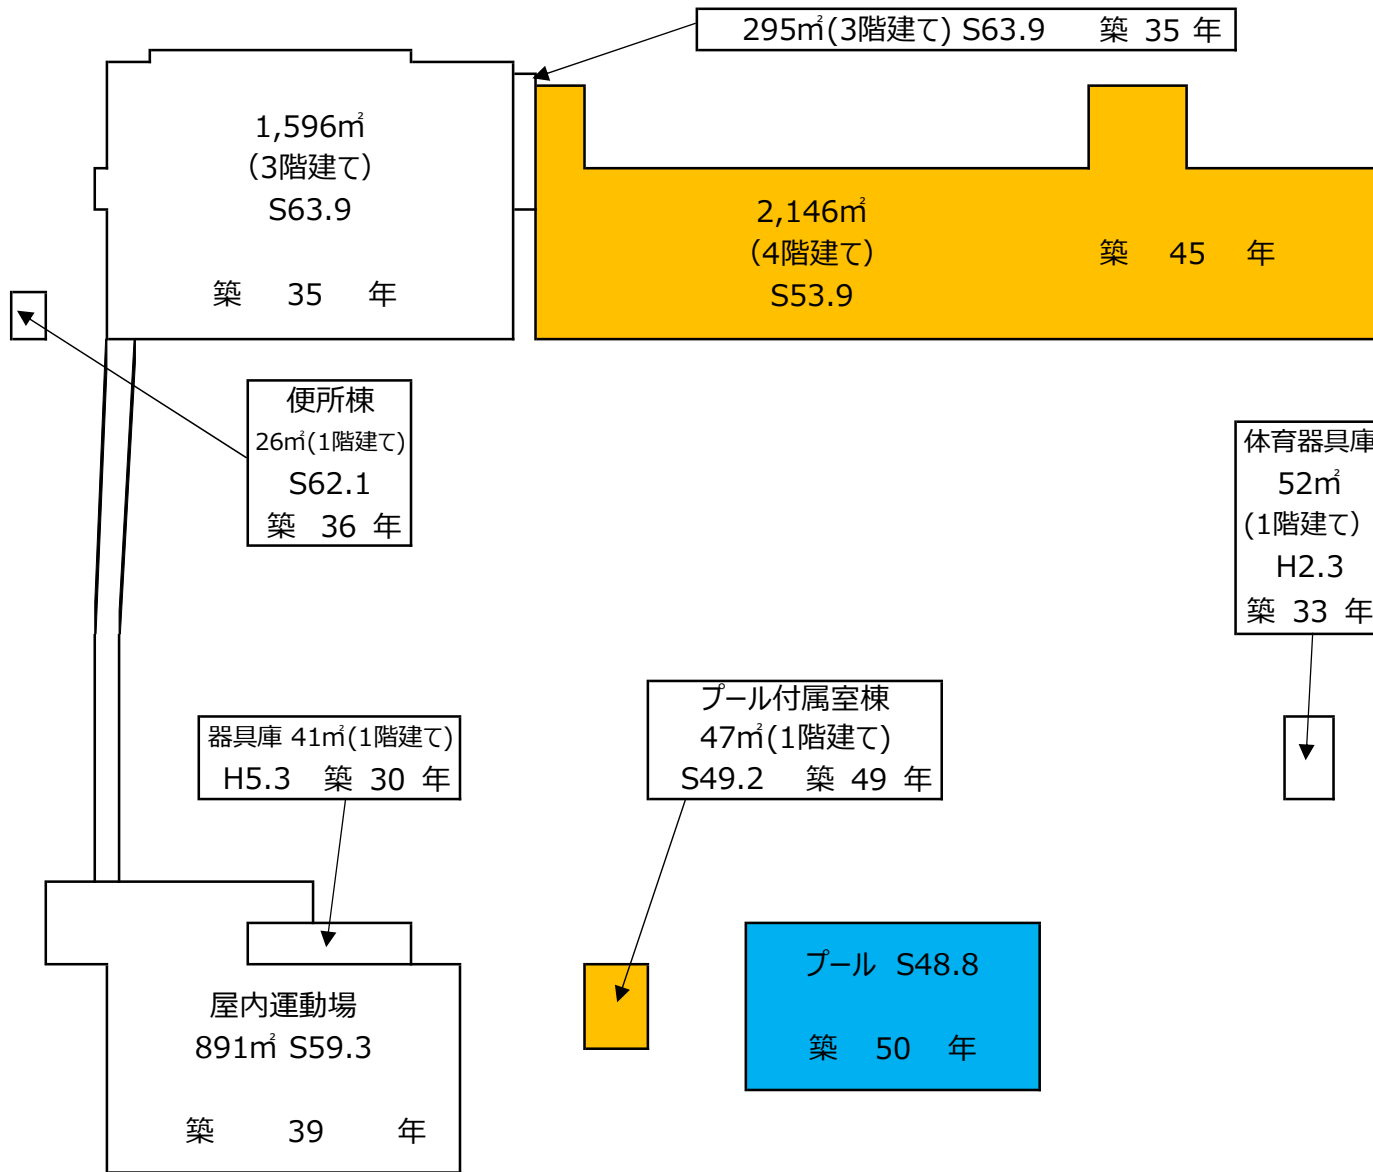 295㎡(3階建て) S63.9 築 35 年
1,596㎡
(3階建て)
S63.9
築 35 年
2,146㎡
(4階建て)
S53.9
築 45 年
便所棟
26㎡(1階建て)
S62.1
築 36 年
体育器具庫
52㎡
(1階建て)
H2.3
築 33 年
器具庫 41㎡(1階建て)
H5.3 築 30 年
プール付属室棟
47㎡(1階建て)
S49.2 築 49 年
プール S48.8
築 50 年
屋内運動場
891㎡ S59.3
築 39 年